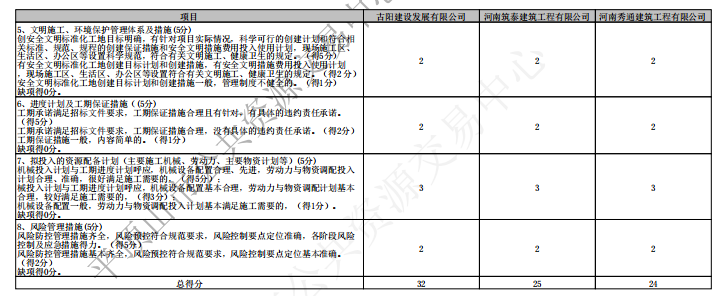 项目 古阳建设发展有限公司 河南筑泰建筑工程有限公司 河南秀通建筑工程有限公司
5、文明施工、环境保护管理体系及措施(5分)
创安全文明标准化工地目标明确,有针对项目实际情况,科学可行的创建计划和符合相
关标准、规范、规程的创建保证措施和安全文明措施费用投入使用计划,现场施工区、
生活区、办公区等设置科学规范,符合有关文明施工、健康卫生的规定。(得5分)
有安全文明标准化工地创建目标计划和创建措施,有安全文明措施费用投入使用计划
,现场施工区、生活区、办公区等设置符合有关文明施工、健康卫生的规定。(得2分)
安全文明标准化工地创建目标计划和创建措施一般,管理制度不健全的。(得1分)
缺项得0分。
2 2 2
6、进度计划及工期保证措施((5分)
工期承诺满足招标文件要求,工期保证措施合理且有针对,有具体的违约责任承诺。
(得5分)
工期承诺满足招标文件要求,工期保证措施合理,没有具体的违约责任承诺。(得2分)
工期保证措施一般,内容简单的。(得1分)
缺项得0分。
2 2 2
7、拟投入的资源配备计划(主要施工机械、劳动力、主要物资计划等)(5分)
机械投入计划与工期进度计划呼应,机械设备配置合理、先进,劳动力与物资调配投入
计划合理、准确,很好满足施工需要的。(得5分);
械投入计划与工期进度计划呼应,机械设备配置基本合理,劳动力与物资调配计划基本
合理,较好满足施工需要的,(得3分);
机械设备配置一般,劳动力与物资调配投入计划基本满足施工需要的,(得1分)。
缺项得0分。
3 3 3
8、风险管理措施(5分)
风险防控管理措施齐全,风险预控符合规范要求,风险控制要点定位准确,各阶段风险
控制及应急措施得力。(得5分)
风险防控管理措施基本齐全,风险预控符合规范要求,风险控制要点定位基本准确。
(得2分)
缺项得0分。
2 2 2
总得分 32 25 24